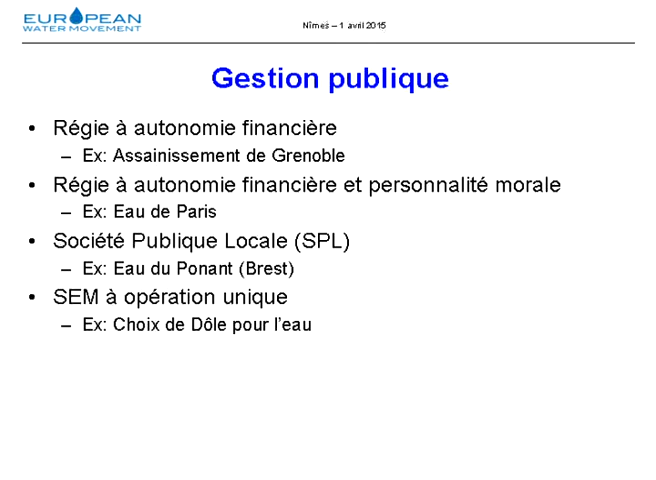 EUROPEAN
WATER MOVEMENT
Nîmes – 1 avril 2015
Gestion publique
• Régie à autonomie financière
– Ex: Assainissement de Grenoble
• Régie à autonomie financière et personnalité morale
– Ex: Eau de Paris
• Société Publique Locale (SPL)
– Ex: Eau du Ponant (Brest)
• SEM à opération unique
– Ex: Choix de Dôle pour l’eau